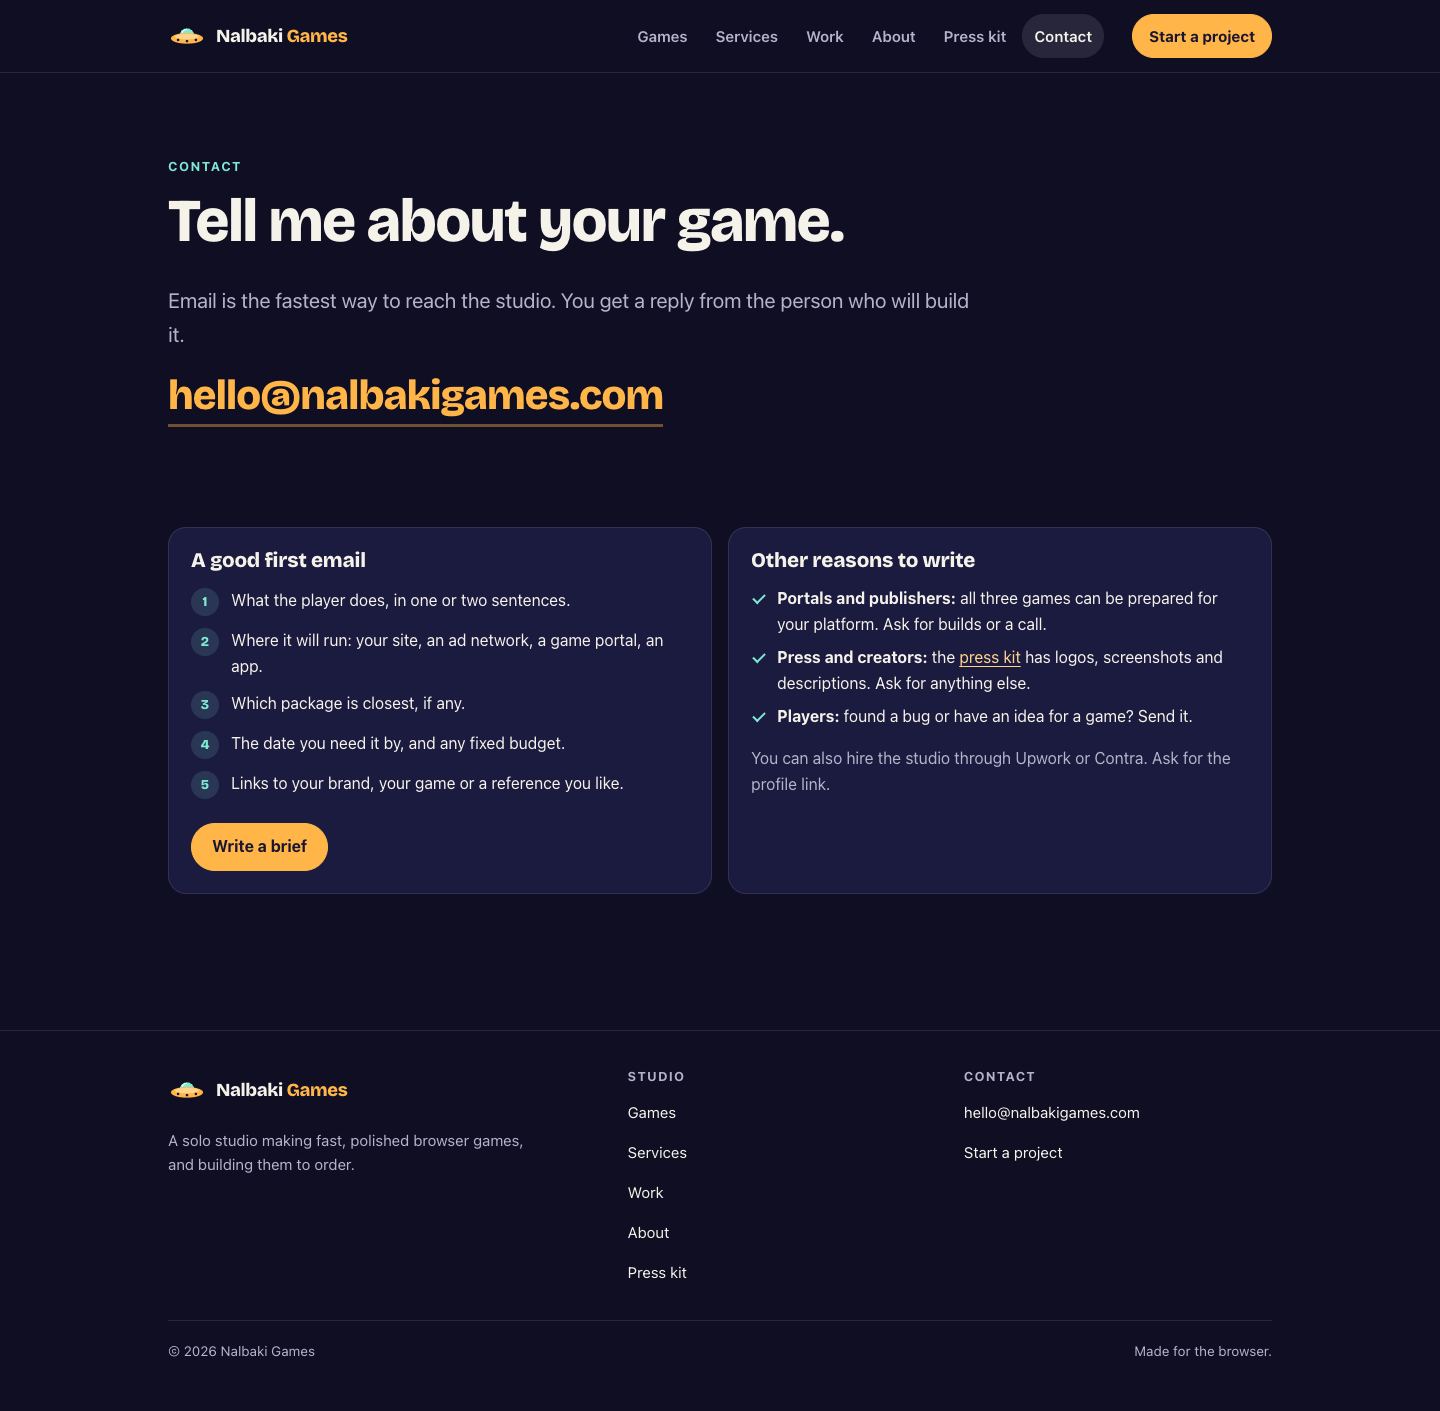 Nalbaki Games
Games
Services
Work
About
Press kit
Contact
Start a project
CONTACT
Tell me about your game.
Email is the fastest way to reach the studio. You get a reply from the person who will build
it.
hello@nalbakigames.com
A good first email
1 What the player does, in one or two sentences.
2 Where it will run: your site, an ad network, a game portal, an
app.
3 Which package is closest, if any.
4 The date you need it by, and any fixed budget.
5 Links to your brand, your game or a reference you like.
Write a brief
Other reasons to write
Portals and publishers: all three games can be prepared for
your platform. Ask for builds or a call.
Press and creators: the press kit has logos, screenshots and
descriptions. Ask for anything else.
Players: found a bug or have an idea for a game? Send it.
You can also hire the studio through Upwork or Contra. Ask for the
profile link.
Nalbaki Games
A solo studio making fast, polished browser games,
and building them to order.
STUDIO
Games
Services
Work
About
Press kit
CONTACT
hello@nalbakigames.com
Start a project
© 2026 Nalbaki Games
Made for the browser.